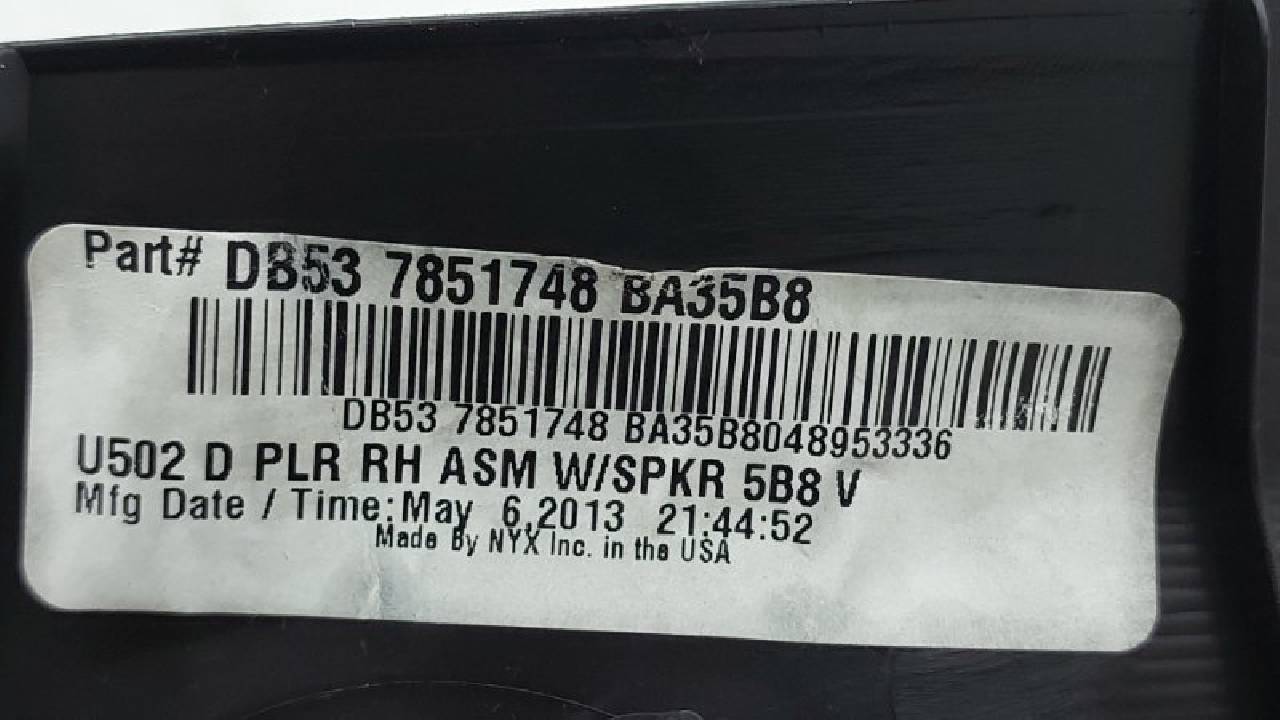 Part# DB53 7851748 BA35B8
DB53 7851748 BA35B8048953336
U502 D PLR RH ASM W/SPKR 5B8 V
Mfg Date / Time:May 6,2013 21:44:52
Made By NYX Inc. in the USA